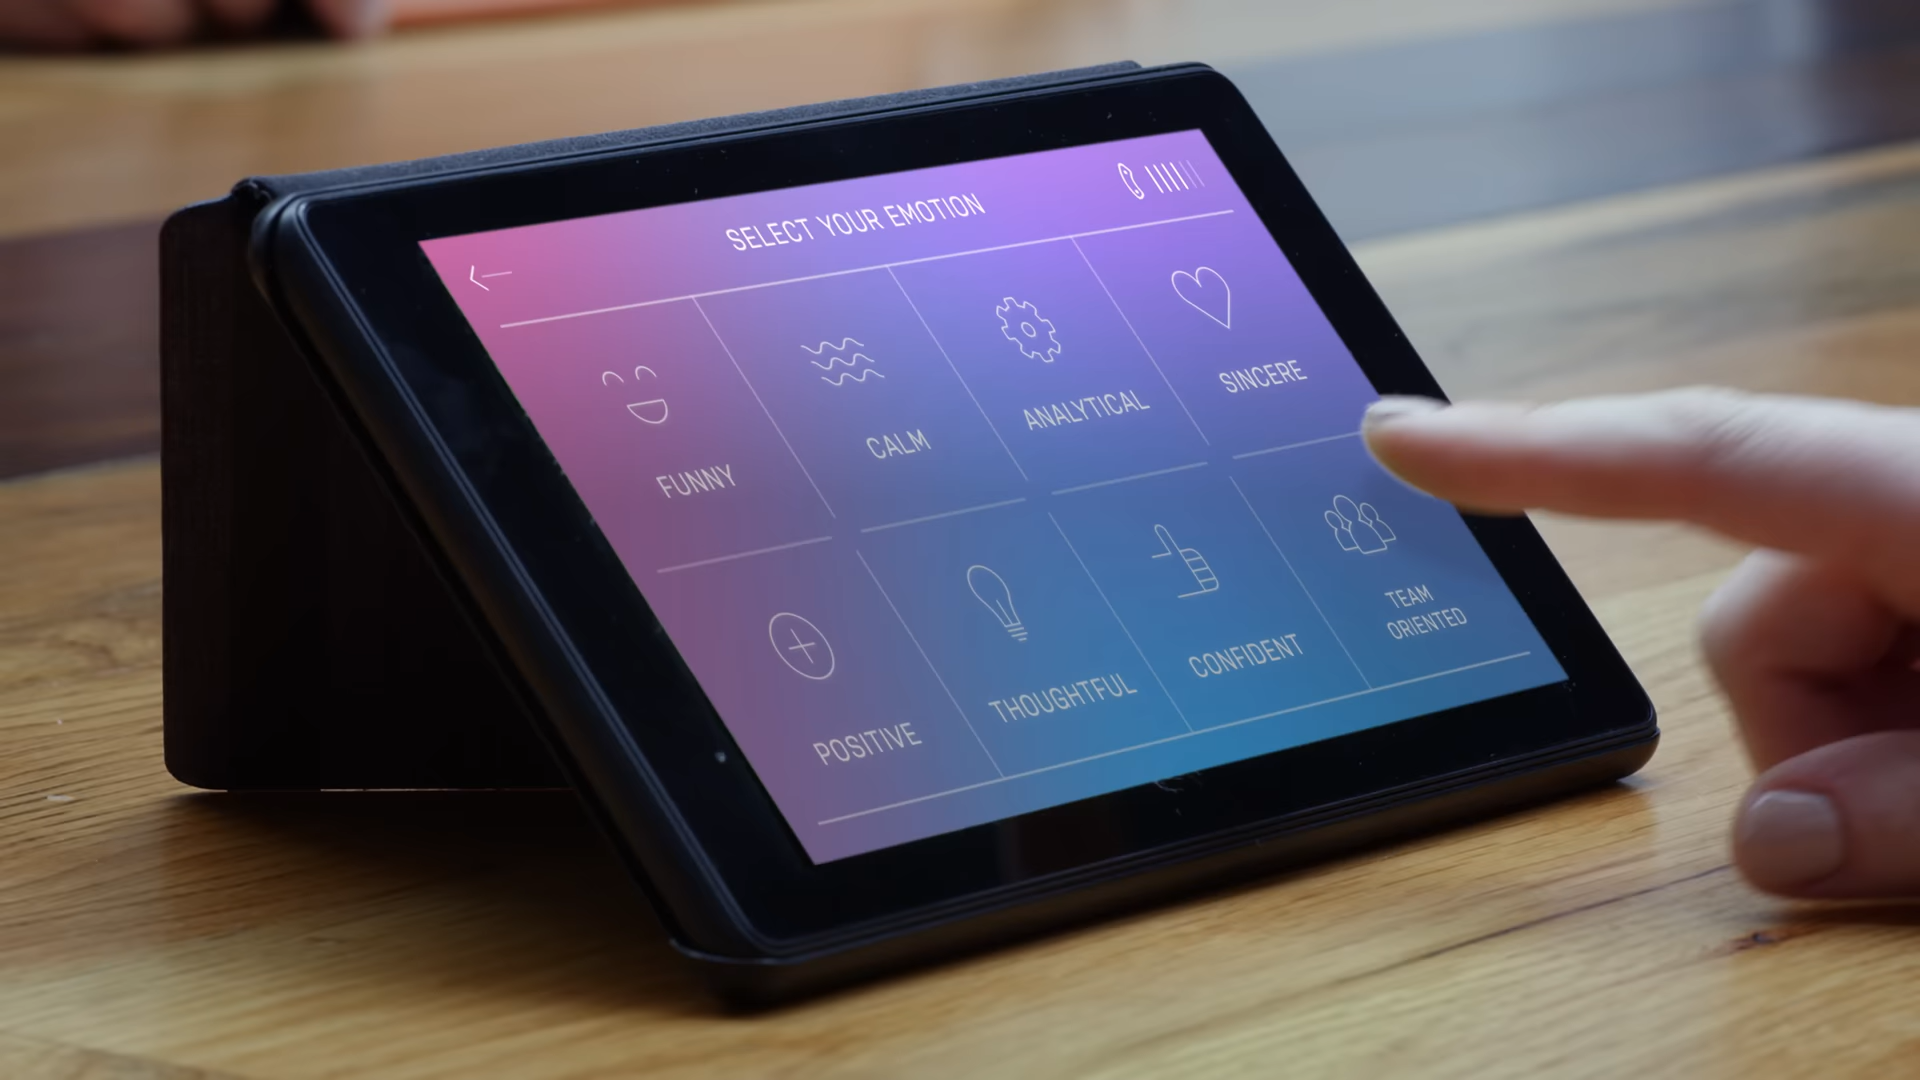 SELECT YOUR EMOTION
FUNNY
CALM
ANALYTICAL
SINCERE
POSITIVE
THOUGHTFUL
CONFIDENT
TEAM
ORIENTED